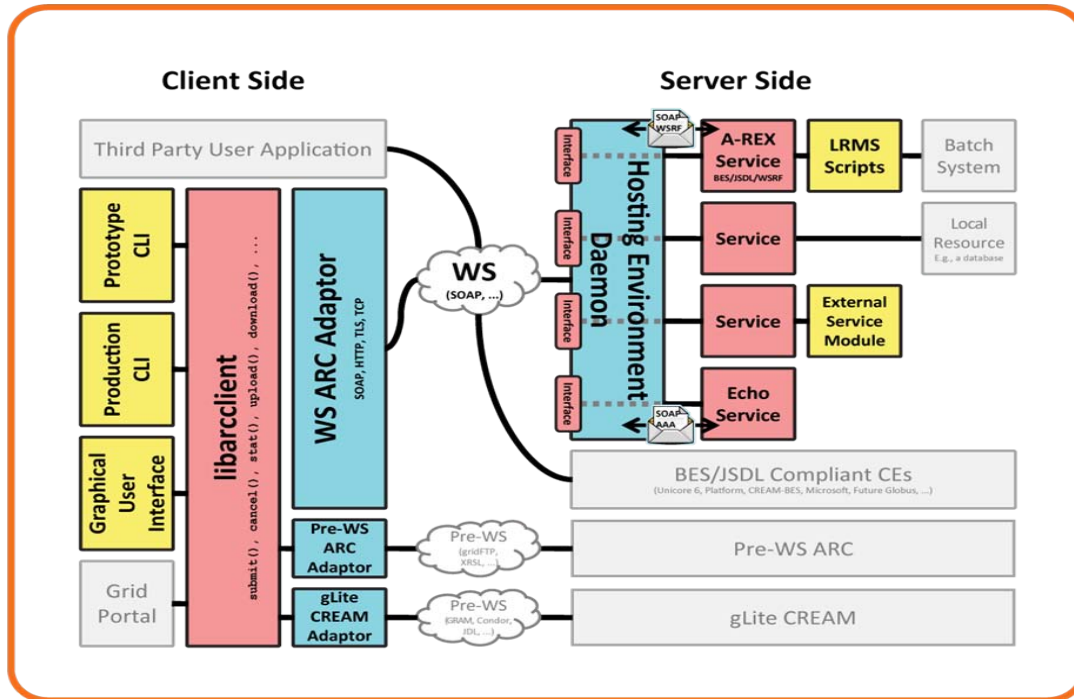 Client Side
Server Side
Third Party User Application
Prototype
CLI
Production
CLI
Graphical
User
Interface
Grid
Portal
libarcclient
submit(), cancel(), stat(), upload(), download(), ...
WS ARC Adaptor
SOAP, HTTP, TLS, TCP
Pre-WS
ARC
Adaptor
gLite
CREAM
Adaptor
WS
(SOAP, ...)
Pre-WS
(gridFTP,
XRSL, ...)
Pre-WS
(GRAM, Condor,
JDL, ...)
Interface
Interface
Interface
Interface
Hosting Environment
Daemon
SOAP
WSRF
SOAP
AAA
A-REX
Service
BES/JSDL/WSRF
LRMS
Scripts
Batch
System
Service
Local
Resource
E.g., a database
Service
External
Service
Module
Echo
Service
BES/JSDL Compliant CEs
(Unicore 6, Platform, CREAM-BES, Microsoft, Future Globus, ...)
Pre-WS ARC
gLite CREAM